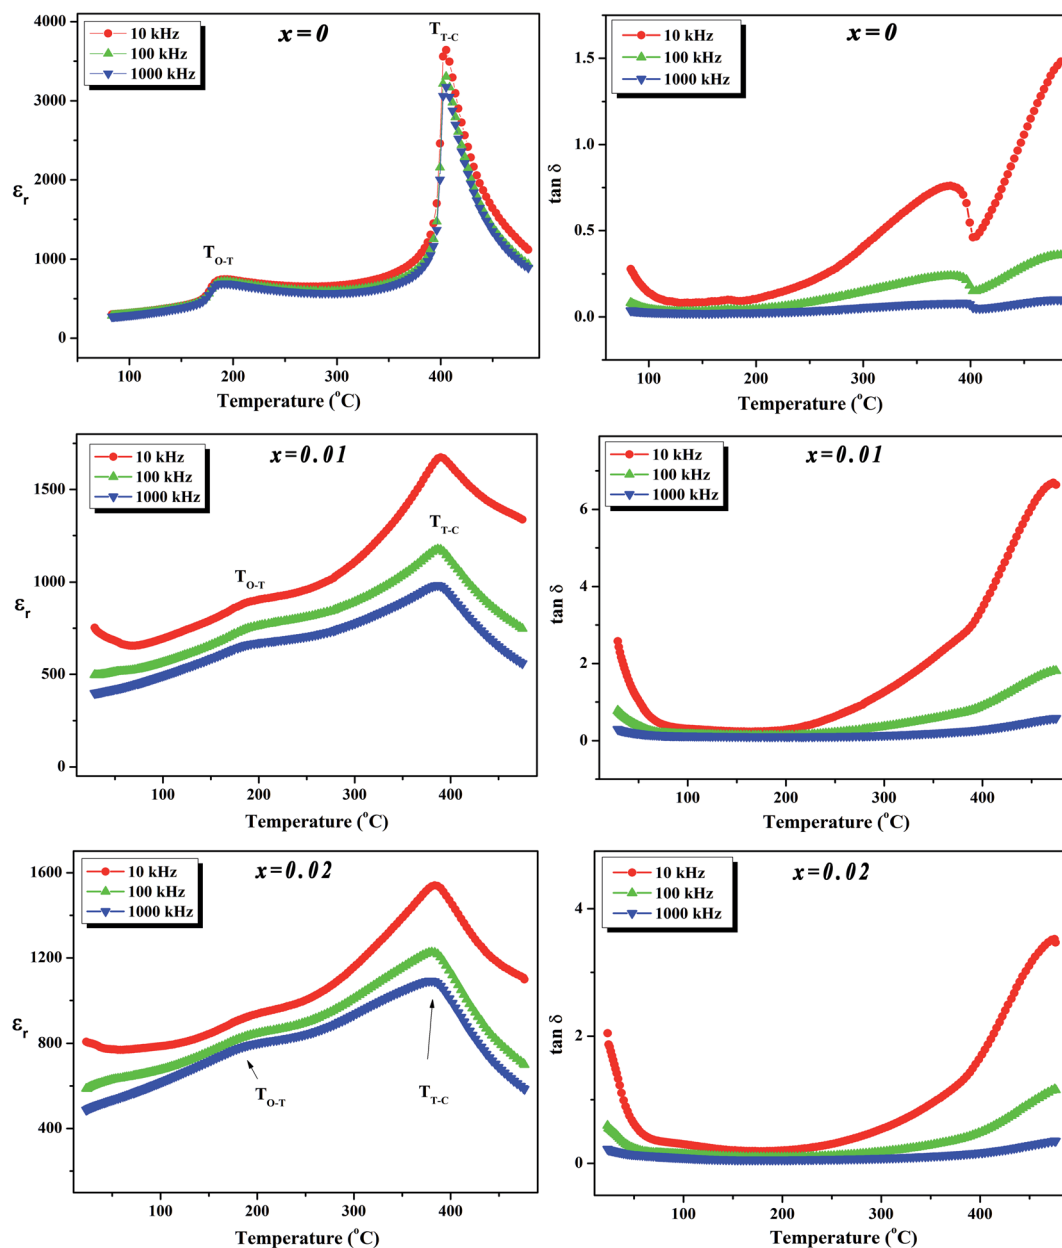 x=0
10 kHz
100 kHz
1000 kHz
T_T-C
T_O-T
4000
3000
2000
1000
0
ε_r
100 200 300 400
Temperature (°C)
x=0
10 kHz
100 kHz
1000 kHz
1.5
1.0
0.5
0.0
tan δ
100 200 300 400
Temperature (°C)
x=0.01
10 kHz
100 kHz
1000 kHz
T_T-C
T_O-T
1500
1000
500
0
ε_r
100 200 300 400
Temperature (°C)
x=0.01
10 kHz
100 kHz
1000 kHz
6
4
2
0
tan δ
100 200 300 400
Temperature (°C)
x=0.02
10 kHz
100 kHz
1000 kHz
1600
1200
800
400
ε_r
T_O-T
T_T-C
100 200 300 400
Temperature (°C)
x=0.02
10 kHz
100 kHz
1000 kHz
4
2
0
tan δ
100 200 300 400
Temperature (°C)